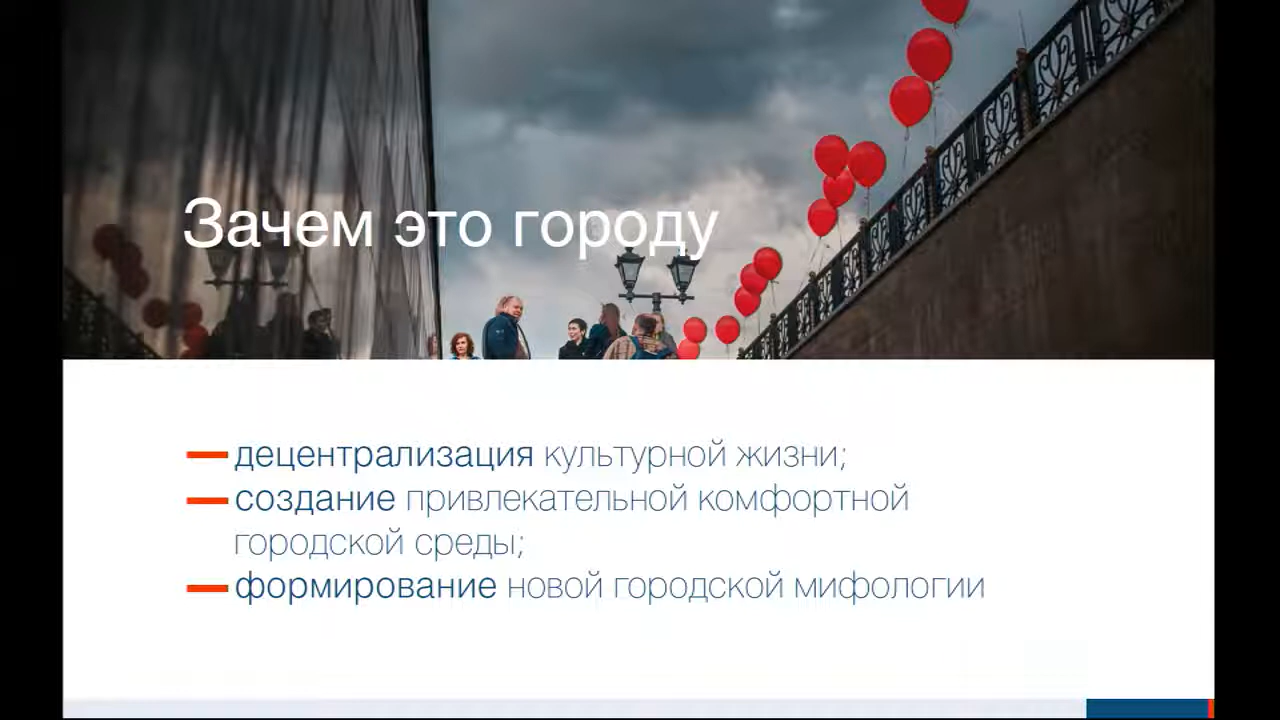 Зачем это городу
децентрализация культурной жизни;
создание привлекательной комфортной
городской среды;
формирование новой городской мифологии